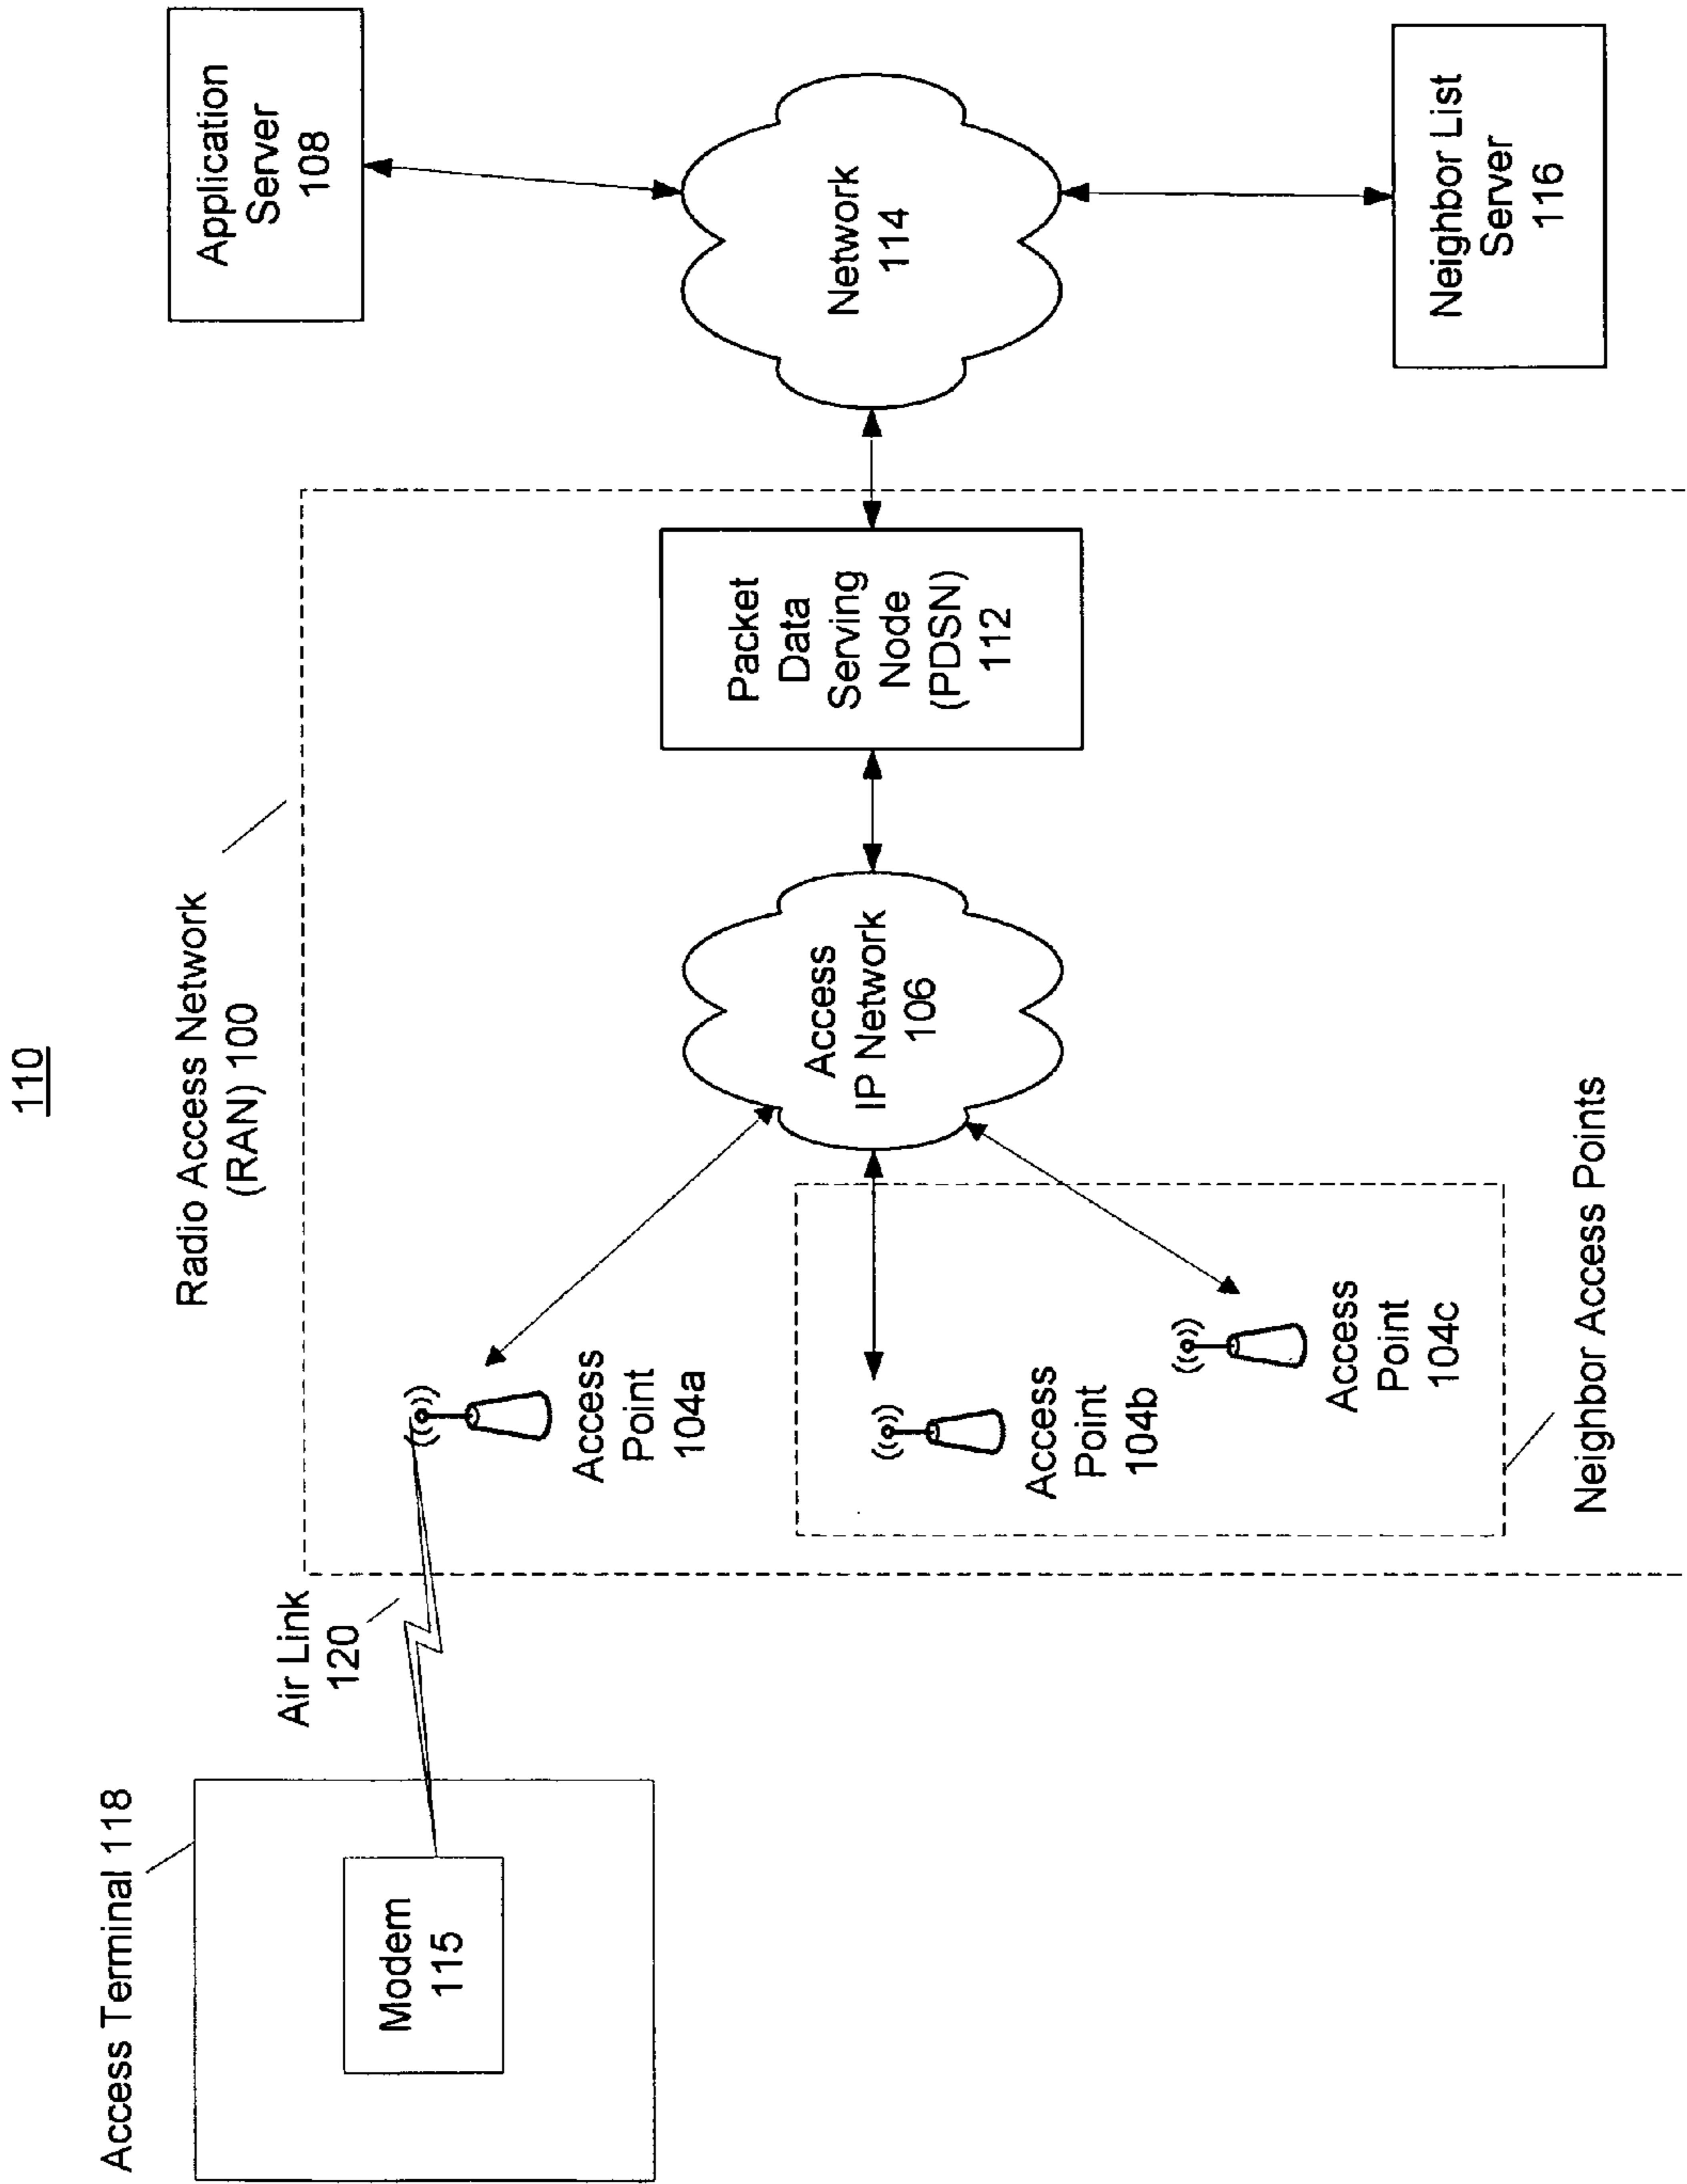 110
Access Terminal 118
Modem
115
Air Link
120
Radio Access Network
(RAN) 100
Access
Point
104a
Access
Point
104b
Access
Point
104c
Neighbor Access Points
Access
IP Network
106
Packet
Data
Serving
Node
(PDSN)
112
Network
114
Application
Server
108
Neighbor List
Server
116